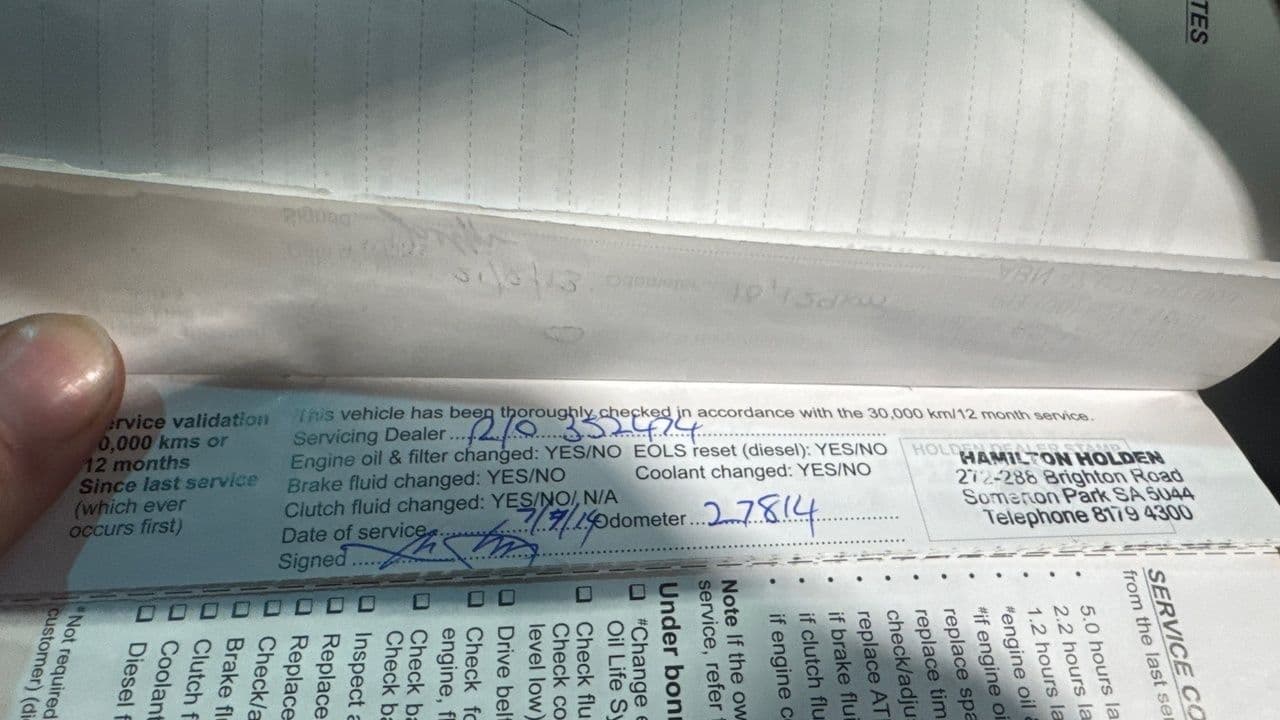 TES
ervice validation
0,000 kms or
12 months
Since last service
(which ever
occurs first)
This vehicle has been thoroughly checked in accordance with the 30,000 km/12 month service.
Servicing Dealer R/O 352474
Engine oil & filter changed: YES/NO EOLS reset (diesel): YES/NO
Brake fluid changed: YES/NO Coolant changed: YES/NO
Clutch fluid changed: YES/NO/ N/A
Date of service 7/7/14 Odometer 27814
Signed
HOLDEN DEALER STAMP
HAMILTON HOLDEN
272-286 Brighton Road
Somerton Park SA 5044
Telephone 8179 4300
SERVICE CO
from the last se
• 5.0 hours la
• 2.2 hours la
• 1.2 hours la
• *engine oil
• #if engine oi
• replace spa
• replace tim
• check/adju
• replace AT
• if brake flui
• if clutch flu
• if engine c
Note If the ow
service, refer
Under bon
☐ #Change e
Oil Life Sy
☐ Check flu
Check co
level low)
☐ Drive belt
☐ Check fo
engine, fl
☐ Check b
Check ba
☐ Inspect a
☐ Replace
☐ Replace
☐ Check/a
☐ Brake fl
☐ Clutch f
☐ Coolant
☐ Diesel f
#Not required
customer) (di